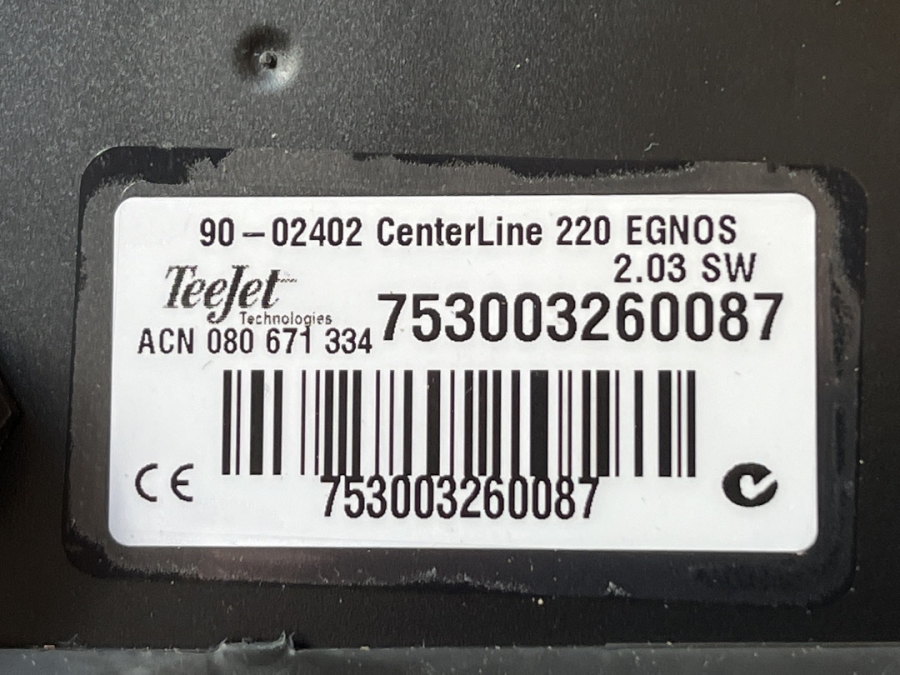 90-02402 CenterLine 220 EGNOS
2.03 SW
TeeJet
Technologies
753003260087
ACN 080 671 334
753003260087
CE